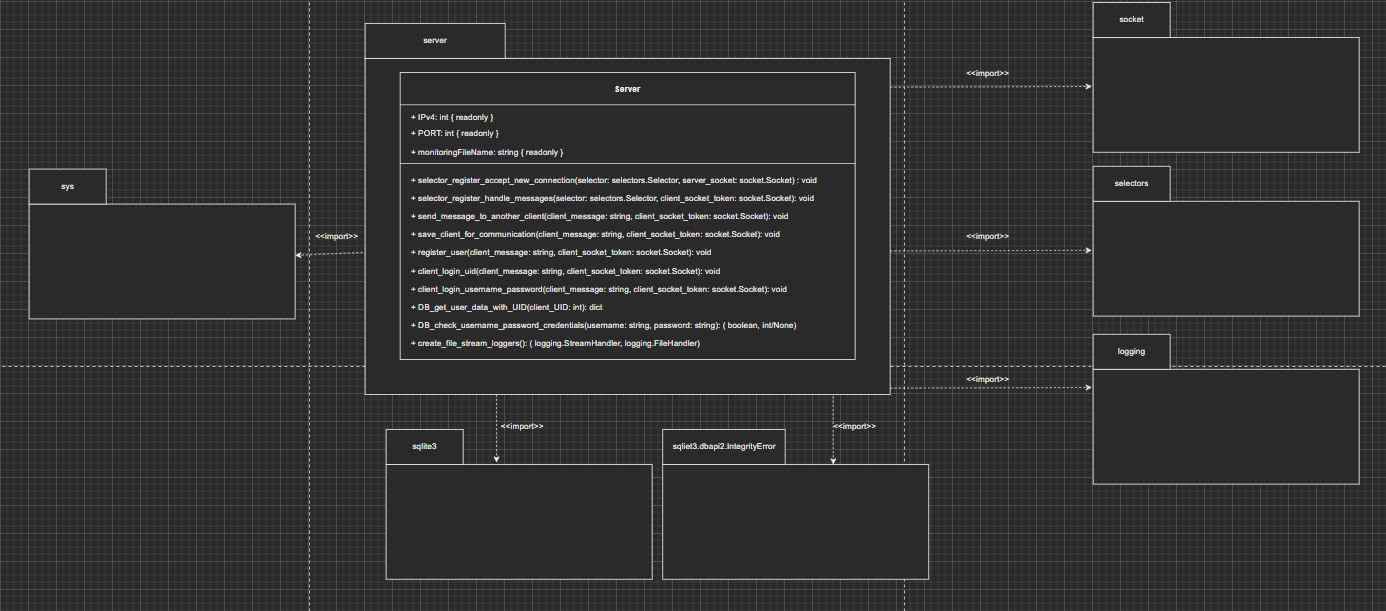 server
Server
+ IPv4: int { readonly }
+ PORT: int { readonly }
+ monitoringFileName: string { readonly }
+ selector_register_accept_new_connection(selector: selectors.Selector, server_socket: socket.Socket) : void
+ selector_register_handle_messages(selector: selectors.Selector, client_socket_token: socket.Socket): void
+ send_message_to_another_client(client_message: string, client_socket_token: socket.Socket): void
+ save_client_for_communication(client_message: string, client_socket_token: socket.Socket): void
+ register_user(client_message: string, client_socket_token: socket.Socket): void
+ client_login_uid(client_message: string, client_socket_token: socket.Socket): void
+ client_login_username_password(client_message: string, client_socket_token: socket.Socket): void
+ DB_get_user_data_with_UID(client_UID: int): dict
+ DB_check_username_password_credentials(username: string, password: string): ( boolean, int/None)
+ create_file_stream_loggers(): ( logging.StreamHandler, logging.FileHandler)
sys
<<import>>
<<import>>
socket
<<import>>
selectors
<<import>>
logging
<<import>>
sqlite3
<<import>>
sqliet3.dbapi2.IntegrityError